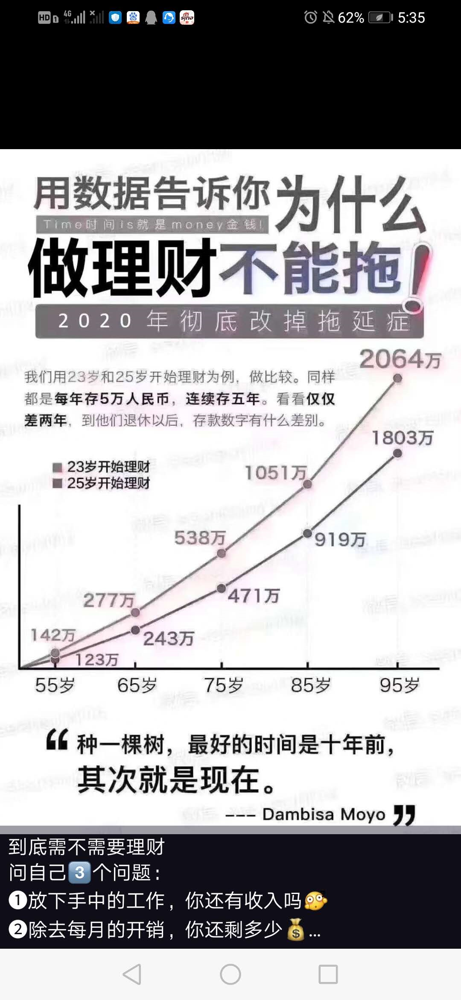 HD 1 4G 62% 5:35
用数据告诉你为什么
Time时间is就是money金钱!
做理财不能拖!
2020年彻底改掉拖延症
我们用23岁和25岁开始理财为例，做比较。同样
都是每年存5万人民币，连续存五年。看看仅仅
差两年，到他们退休以后，存款数字有什么差别。
2064万
1803万
23岁开始理财
25岁开始理财
1051万
919万
538万
471万
277万
243万
142万
123万
55岁 65岁 75岁 85岁 95岁
“种一棵树，最好的时间是十年前，
其次就是现在。
--- Dambisa Moyo ”
到底需不需要理财
问自己3️⃣个问题：
❶放下手中的工作，你还有收入吗
❷除去每月的开销，你还剩多少💰...